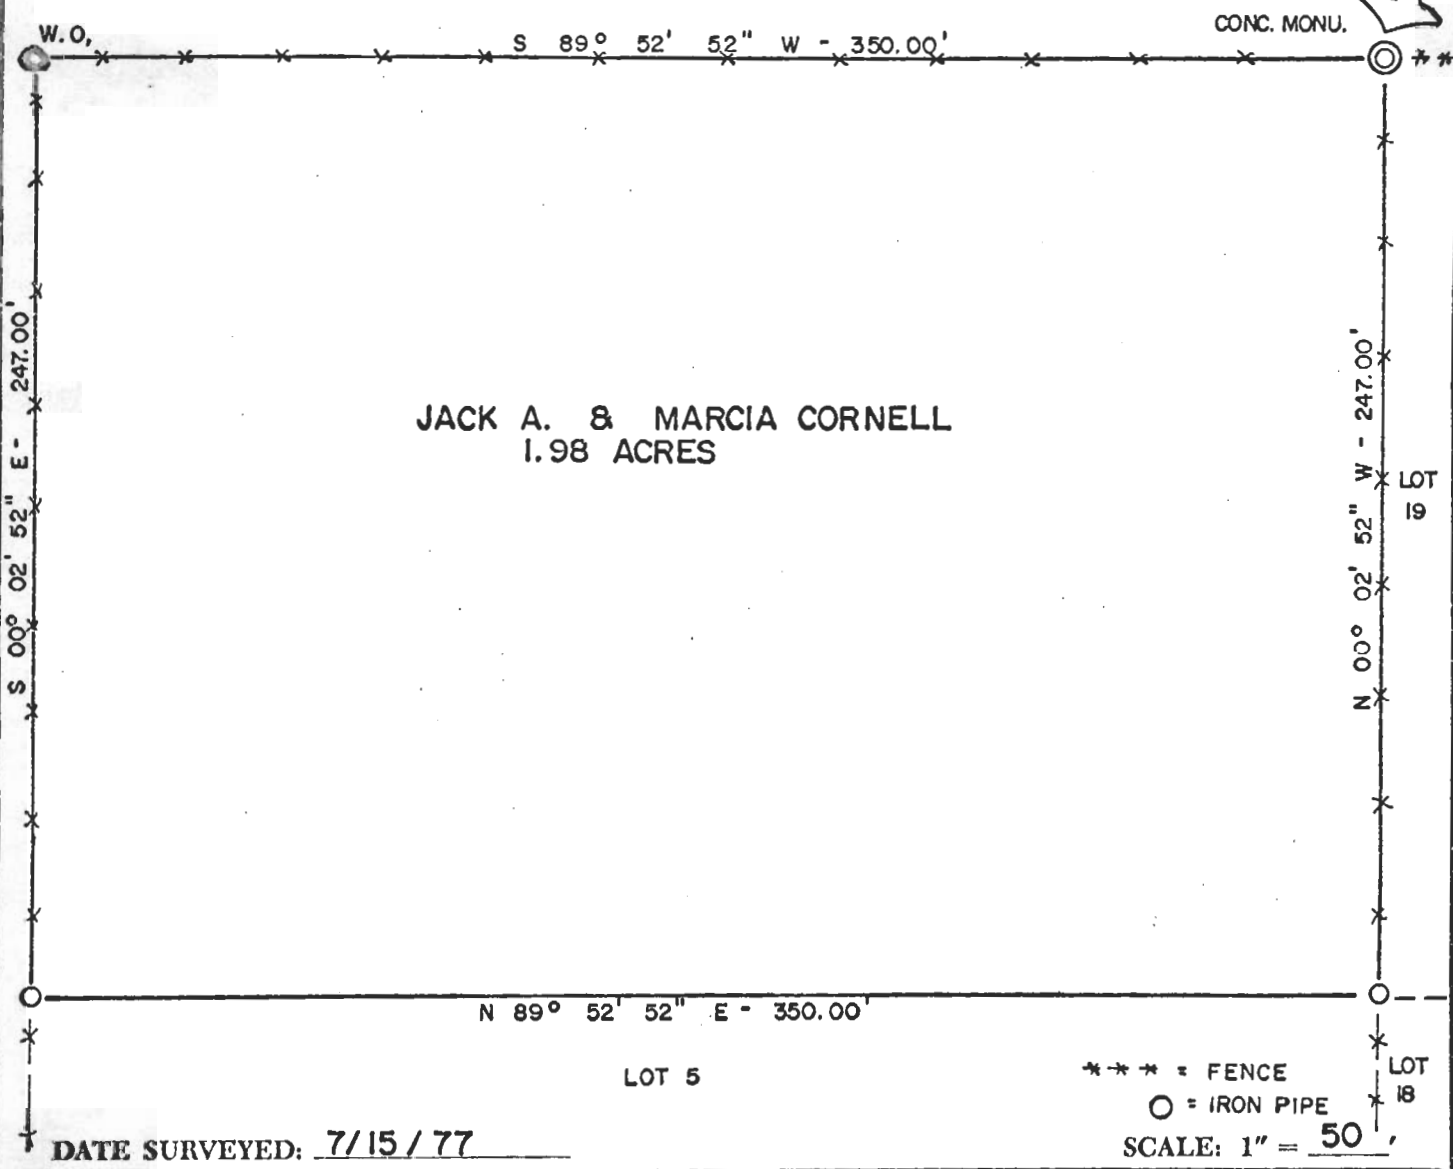 W.O,
S 89° 52' 52" W - 350.00'
CONC. MONU.
S 00° 02' 52" E - 247.00'
JACK A. & MARCIA CORNELL
1.98 ACRES
N 00° 02' 52" W - 247.00'
LOT
19
N 89° 52' 52" E - 350.00'
LOT 5
= FENCE
= IRON PIPE
LOT
18
DATE SURVEYED: 7/15/77
SCALE: 1" = 50'